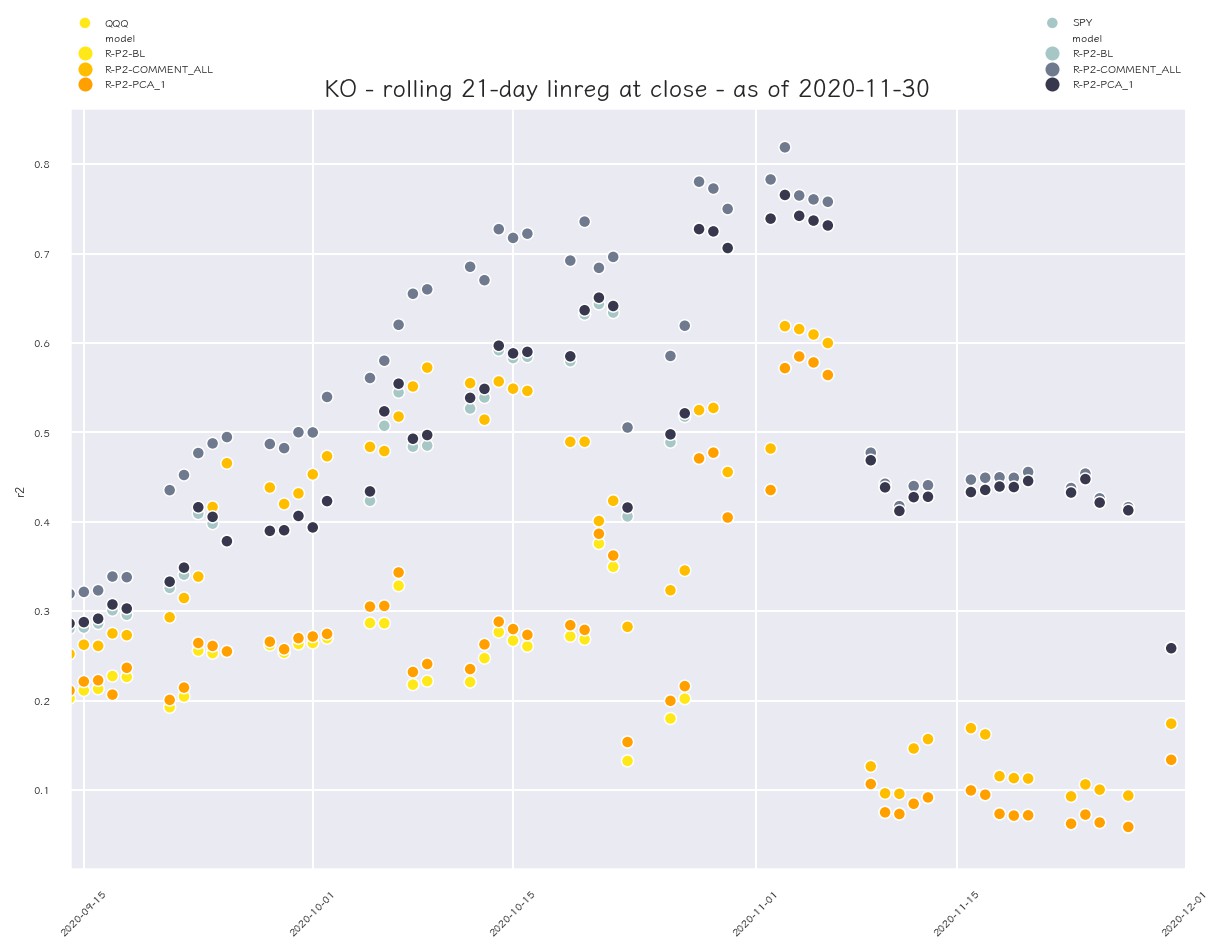 QQQ
model
R-P2-BL
R-P2-COMMENT_ALL
R-P2-PCA_1
SPY
model
R-P2-BL
R-P2-COMMENT_ALL
R-P2-PCA_1
KO - rolling 21-day linreg at close - as of 2020-11-30
0.8
0.7
0.6
0.5
0.4
0.3
0.2
0.1
r2
2020-09-15
2020-10-01
2020-10-15
2020-11-01
2020-11-15
2020-12-01